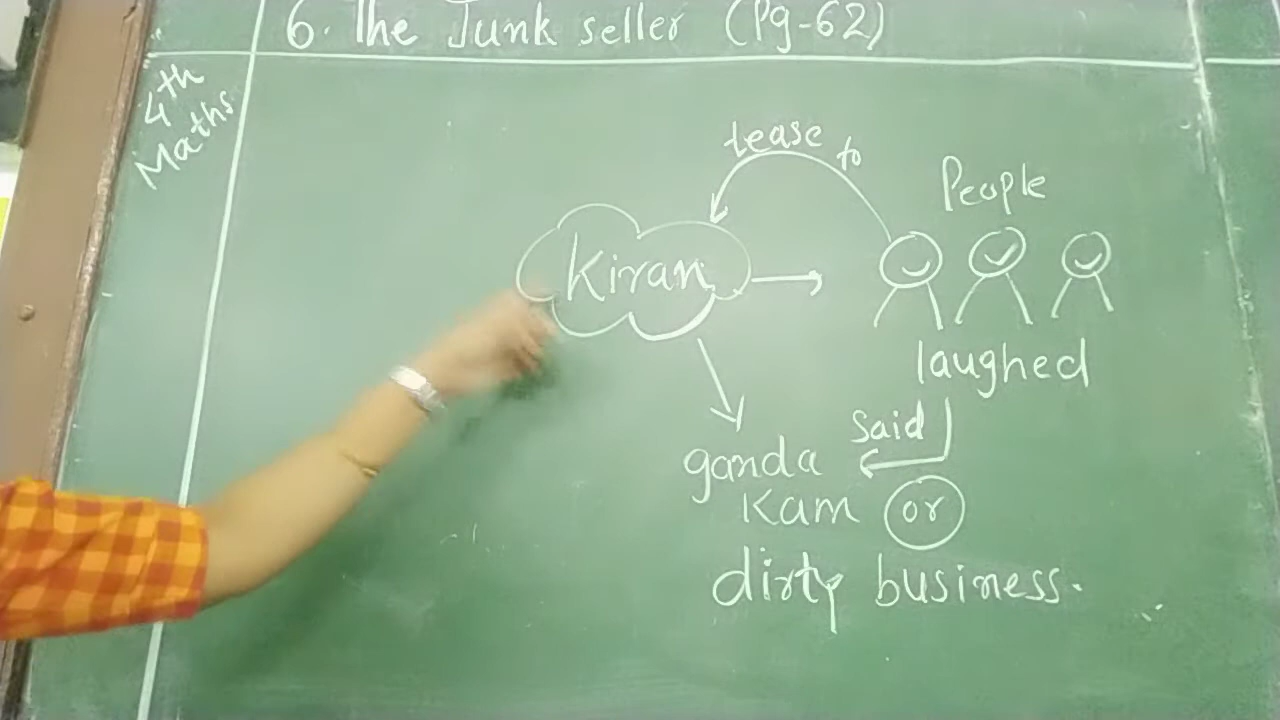 6. The Junk seller (Pg-62)
4th
Maths
tease to
People
Kiran
laughed
said
ganda
Kam or
dirty business.